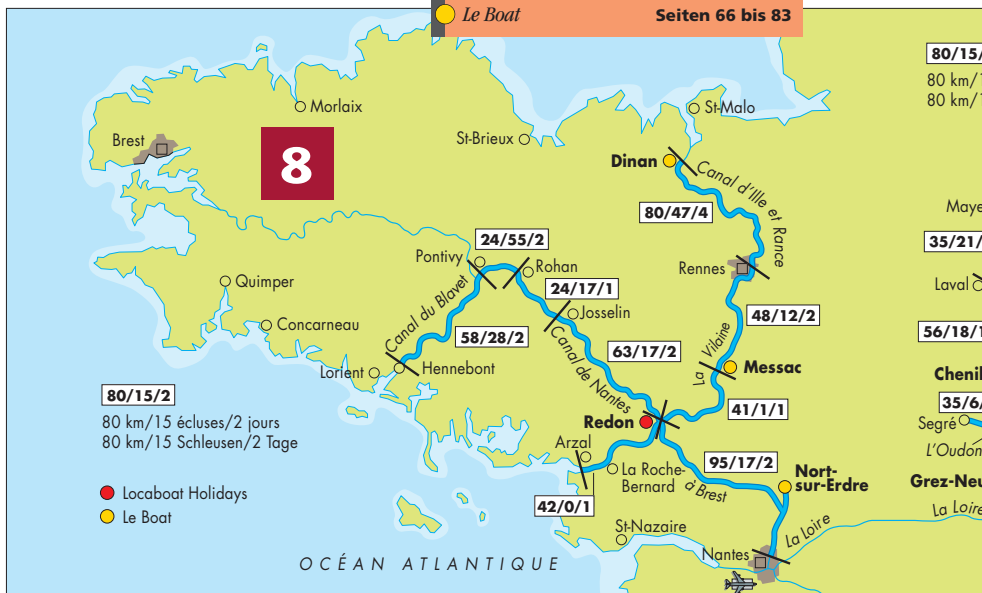 Le Boat Seiten 66 bis 83
80/15/
80 km/1
80 km/1
Morlaix
St-Malo
Brest
8
St-Brieux
Dinan
Canal d'Ille et Rance
80/47/4
Maye
24/55/2
35/21/
Pontivy
Rohan
Rennes
Quimper
24/17/1
Laval
Canal du Blavet
Josselin
48/12/2
Concarneau
58/28/2
56/18/1
63/17/2
La Vilaine
Lorient
Hennebont
Canal de Nantes
Messac
Chenil
80/15/2
35/6/
80 km/15 écluses/2 jours
41/1/1
Redon
Segré
80 km/15 Schleusen/2 Tage
Arzal
L'Oudon
La Roche-
Bernard
à Brest
95/17/2
Nort-
sur-Erdre
Grez-Neu
Locaboat Holidays
42/0/1
Le Boat
St-Nazaire
La Loire
La Loire
OCÉAN ATLANTIQUE
Nantes